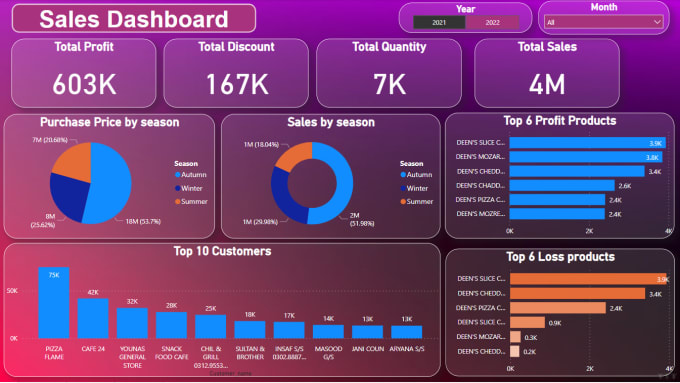 Sales Dashboard
Year
2021
2022
Month
All
Total Profit
603K
Total Discount
167K
Total Quantity
7K
Total Sales
4M
Purchase Price by season
7M (20.68%)
8M
(25.62%)
18M (53.7%)
Season
Autumn
Winter
Summer
Sales by season
1M (18.04%)
1M (29.98%)
2M
(51.98%)
Season
Autumn
Winter
Summer
Top 6 Profit Products
DEEN'S SLICE C... 3.9K
DEEN'S MOZAR... 3.8K
DEEN'S CHEDD... 3.4K
DEEN'S CHADD... 2.6K
DEEN'S PIZZA C... 2.4K
DEEN'S MOZRE... 2.4K
0K 2K 4K
Top 10 Customers
50K
0K
75K 42K 32K 28K 25K 18K 17K 14K 13K 13K
PIZZA FLAME
CAFE 24
YOUNAS GENERAL STORE
SNACK FOOD CAFE
CHIL & GRILL 0312.9553...
SULTAN & BROTHER
INSAF S/S 0302.8887...
MASOOD G/S
JANI COUN
ARYANA S/S
Customer name
Top 6 Loss products
0K 2K 4K
DEEN'S SLICE C... 3.9K
DEEN'S CHEDD... 3.4K
DEEN'S PIZZA C... 2.4K
DEEN'S SLICE C... 0.9K
DEEN'S MOZAR... 0.3K
DEEN'S CHEDD... 0.2K